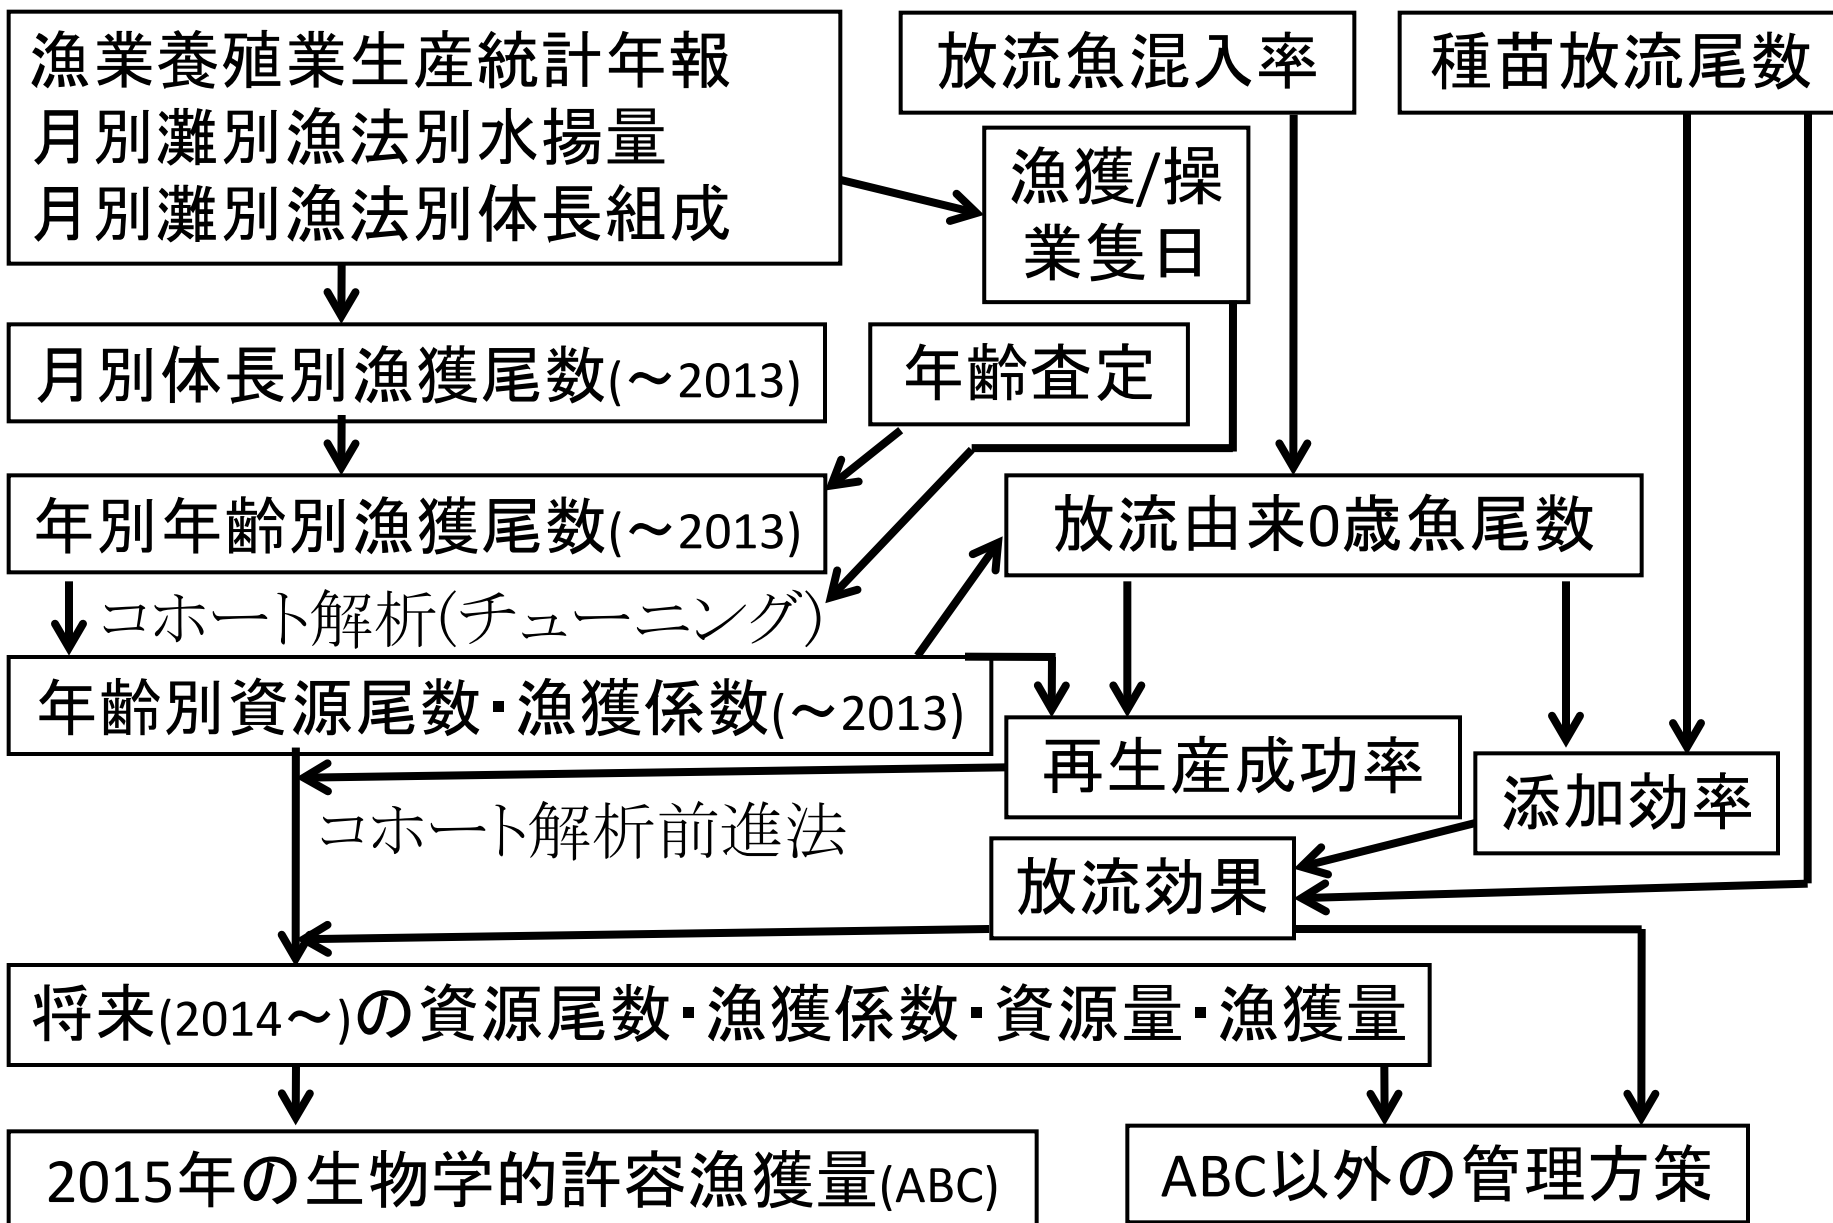 漁業養殖業生産統計年報
月別灘別漁法別水揚量
月別灘別漁法別体長組成
放流魚混入率
種苗放流尾数
漁獲/操
業隻日
月別体長別漁獲尾数(～2013)
年齢査定
年別年齢別漁獲尾数(～2013)
放流由来0歳魚尾数
コホート解析(チューニング)
年齢別資源尾数・漁獲係数(～2013)
再生産成功率
添加効率
コホート解析前進法
放流効果
将来(2014～)の資源尾数・漁獲係数・資源量・漁獲量
2015年の生物学的許容漁獲量(ABC)
ABC以外の管理方策